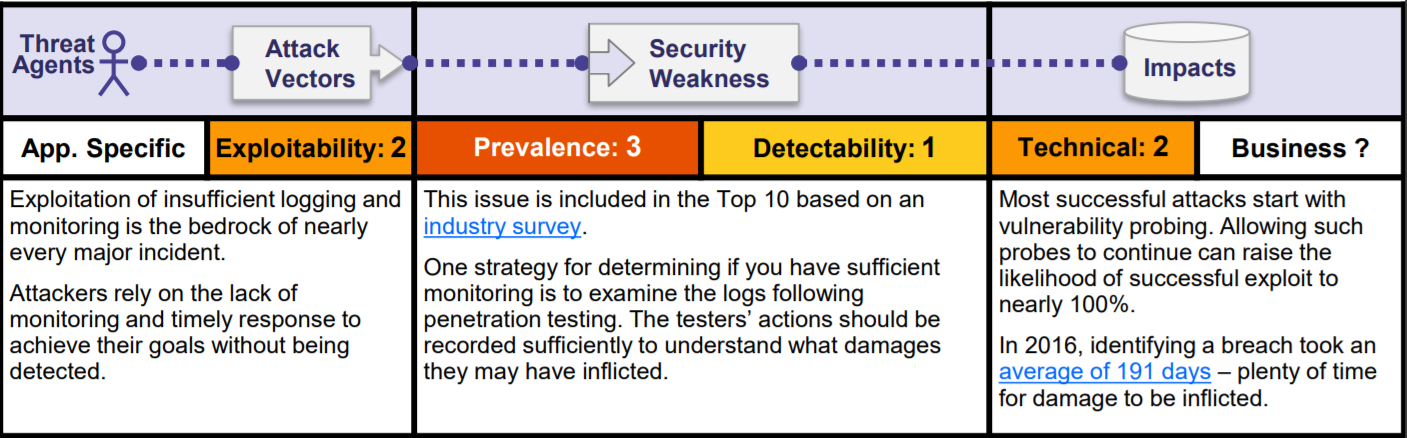 Threat
Agents
Attack
Vectors
Security
Weakness
Impacts
App. Specific
Exploitability: 2
Prevalence: 3
Detectability: 1
Technical: 2
Business ?
Exploitation of insufficient logging and
monitoring is the bedrock of nearly
every major incident.
Attackers rely on the lack of
monitoring and timely response to
achieve their goals without being
detected.
This issue is included in the Top 10 based on an
industry survey.
One strategy for determining if you have sufficient
monitoring is to examine the logs following
penetration testing. The testers’ actions should be
recorded sufficiently to understand what damages
they may have inflicted.
Most successful attacks start with
vulnerability probing. Allowing such
probes to continue can raise the
likelihood of successful exploit to
nearly 100%.
In 2016, identifying a breach took an
average of 191 days – plenty of time
for damage to be inflicted.